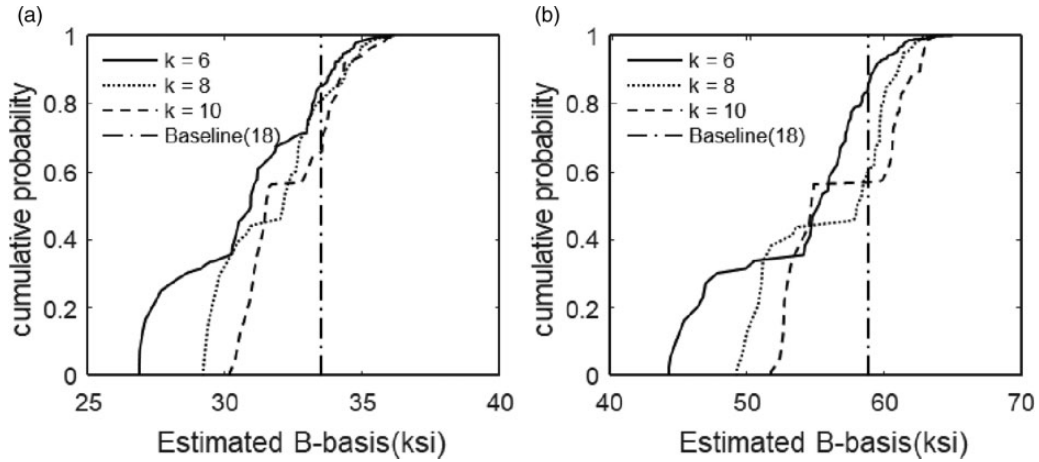 (a)
1
0.8
0.6
0.4
0.2
0
cumulative probability
k = 6
k = 8
k = 10
Baseline(18)
25
30
35
40
Estimated B-basis(ksi)
(b)
1
0.8
0.6
0.4
0.2
0
cumulative probability
k = 6
k = 8
k = 10
Baseline(18)
40
50
60
70
Estimated B-basis(ksi)